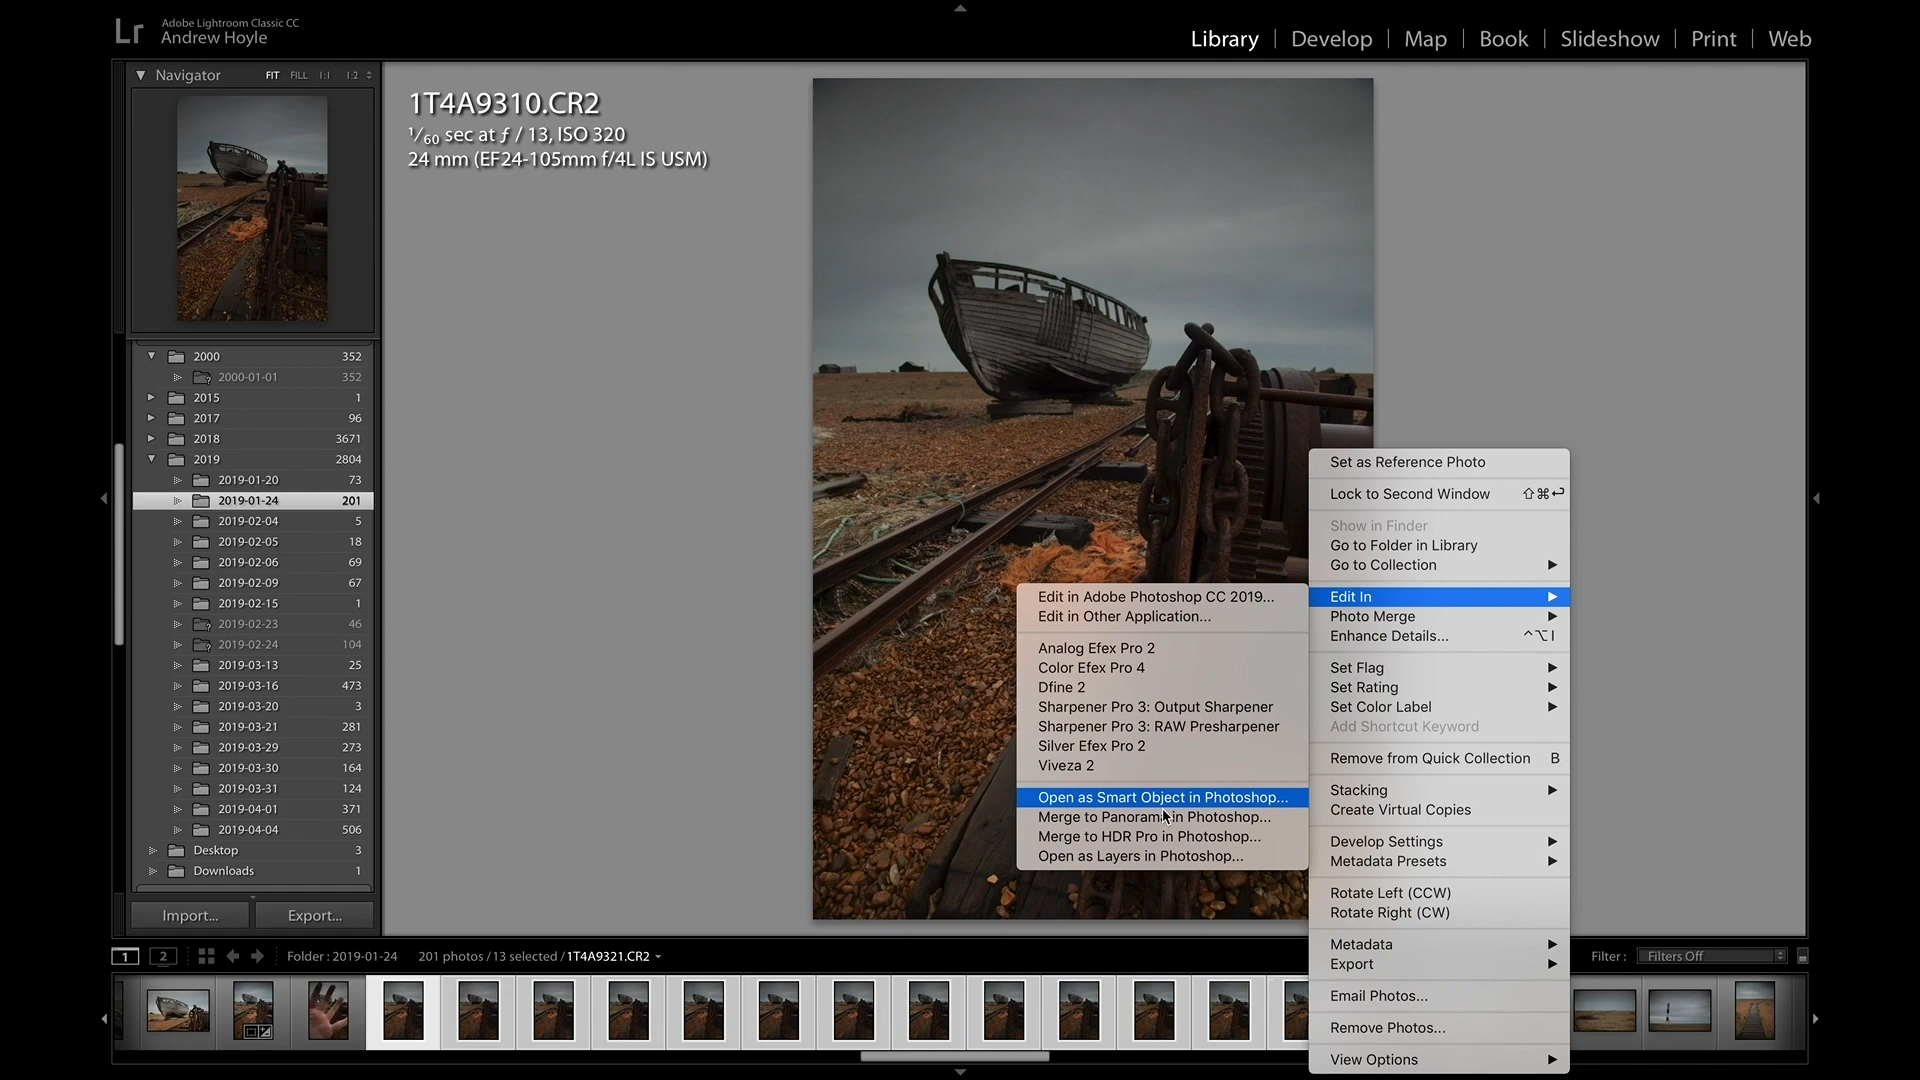 Lr
Adobe Lightroom Classic CC
Andrew Hoyle
Library | Develop | Map | Book | Slideshow | Print | Web
Navigator FIT FILL 1:1 1:2
1T4A9310.CR2
1/60 sec at ƒ / 13, ISO 320
24 mm (EF24-105mm f/4L IS USM)
2000 352
2000-01-01 352
2015 1
2017 96
2018 3671
2019 2804
2019-01-20 73
2019-01-24 201
2019-02-04 5
2019-02-05 18
2019-02-06 69
2019-02-09 67
2019-02-15 1
2019-02-23 46
2019-02-24 104
2019-03-13 25
2019-03-16 473
2019-03-20 3
2019-03-21 281
2019-03-29 273
2019-03-30 164
2019-03-31 124
2019-04-01 371
2019-04-04 506
Desktop 3
Downloads 1
Import... Export...
Edit in Adobe Photoshop CC 2019...
Edit in Other Application...
Analog Efex Pro 2
Color Efex Pro 4
Dfine 2
Sharpener Pro 3: Output Sharpener
Sharpener Pro 3: RAW Presharpener
Silver Efex Pro 2
Viveza 2
Open as Smart Object in Photoshop...
Merge to Panorama in Photoshop...
Merge to HDR Pro in Photoshop...
Open as Layers in Photoshop...
Set as Reference Photo
Lock to Second Window ⇧⌘↩
Show in Finder
Go to Folder in Library
Go to Collection
Edit In
Photo Merge
Enhance Details... ^⌥I
Set Flag
Set Rating
Set Color Label
Add Shortcut Keyword
Remove from Quick Collection B
Stacking
Create Virtual Copies
Develop Settings
Metadata Presets
Rotate Left (CCW)
Rotate Right (CW)
Metadata
Export
Email Photos...
Remove Photos...
View Options
1 2 Folder : 2019-01-24 201 photos / 13 selected / 1T4A9321.CR2 Filter : Filters Off